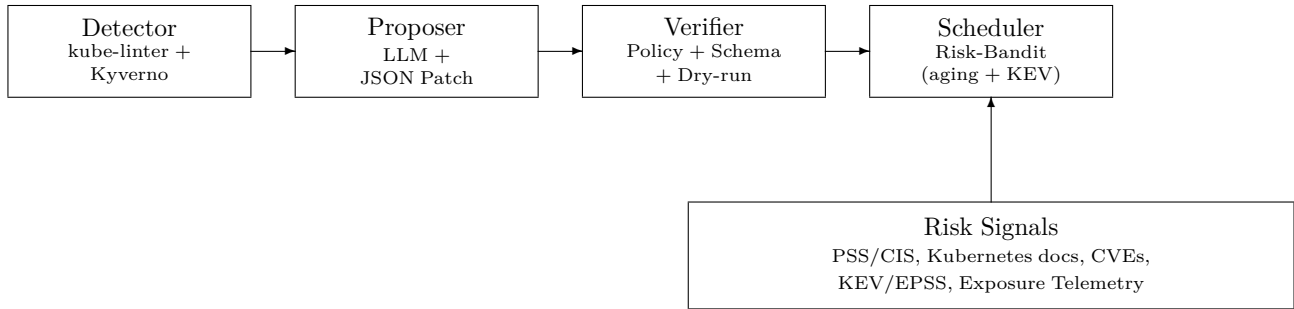 Detector
kube-linter +
Kyverno
Proposer
LLM +
JSON Patch
Verifier
Policy + Schema
+ Dry-run
Scheduler
Risk-Bandit
(aging + KEV)
Risk Signals
PSS/CIS, Kubernetes docs, CVEs,
KEV/EPSS, Exposure Telemetry